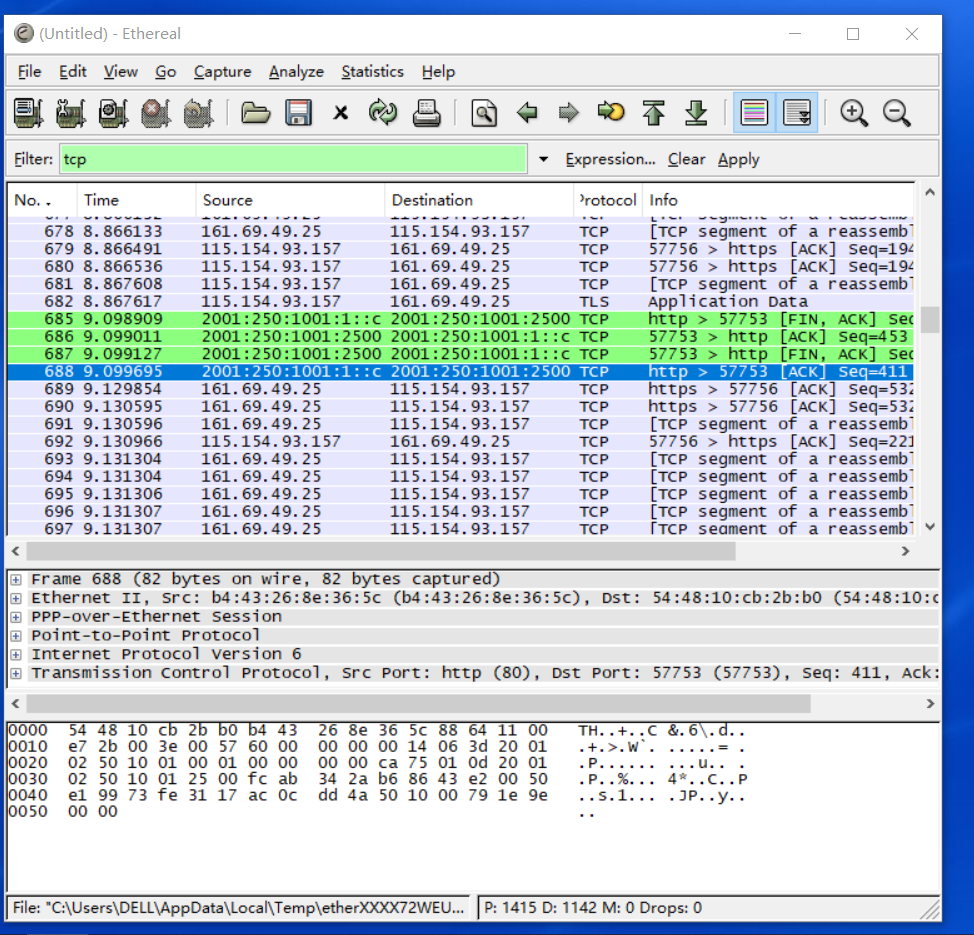 (Untitled) - Ethereal
File Edit View Go Capture Analyze Statistics Help
Filter: tcp Expression... Clear Apply
No. . Time Source Destination Protocol Info
678 8.866133 161.69.49.25 115.154.93.157 TCP [TCP segment of a reassembl
679 8.866491 115.154.93.157 161.69.49.25 TCP 57756 > https [ACK] Seq=194
680 8.866536 115.154.93.157 161.69.49.25 TCP 57756 > https [ACK] Seq=194
681 8.867608 161.69.49.25 115.154.93.157 TCP [TCP segment of a reassembl
682 8.867617 115.154.93.157 161.69.49.25 TLS Application Data
685 9.098909 2001:250:1001:1::c 2001:250:1001:2500 TCP http > 57753 [FIN, ACK] Sec
686 9.099011 2001:250:1001:2500 2001:250:1001:1::c TCP 57753 > http [ACK] Seq=453
687 9.099127 2001:250:1001:2500 2001:250:1001:1::c TCP 57753 > http [FIN, ACK] Sec
688 9.099695 2001:250:1001:1::c 2001:250:1001:2500 TCP http > 57753 [ACK] Seq=411
689 9.129854 161.69.49.25 115.154.93.157 TCP https > 57756 [ACK] Seq=532
690 9.130595 161.69.49.25 115.154.93.157 TCP https > 57756 [ACK] Seq=532
691 9.130596 161.69.49.25 115.154.93.157 TCP [TCP segment of a reassembl
692 9.130966 115.154.93.157 161.69.49.25 TCP 57756 > https [ACK] Seq=221
693 9.131304 161.69.49.25 115.154.93.157 TCP [TCP segment of a reassembl
694 9.131304 161.69.49.25 115.154.93.157 TCP [TCP segment of a reassembl
695 9.131306 161.69.49.25 115.154.93.157 TCP [TCP segment of a reassembl
696 9.131307 161.69.49.25 115.154.93.157 TCP [TCP segment of a reassembl
697 9.131307 161.69.49.25 115.154.93.157 TCP [TCP segment of a reassembl
Frame 688 (82 bytes on wire, 82 bytes captured)
Ethernet II, Src: b4:43:26:8e:36:5c (b4:43:26:8e:36:5c), Dst: 54:48:10:cb:2b:b0 (54:48:10:c
PPP-over-Ethernet Session
Point-to-Point Protocol
Internet Protocol Version 6
Transmission Control Protocol, Src Port: http (80), Dst Port: 57753 (57753), Seq: 411, Ack:
0000 54 48 10 cb 2b b0 b4 43 26 8e 36 5c 88 64 11 00 TH..+..C &.6\.d..
0010 e7 2b 00 3e 00 57 60 00 00 00 00 14 06 3d 20 01 .+.>.W`. .....= .
0020 02 50 10 01 00 01 00 00 00 00 ca 75 01 0d 20 01 .P...... ...u.. .
0030 02 50 10 01 25 00 fc ab 34 2a b6 86 43 e2 00 50 .P..%... 4*..C..P
0040 e1 99 73 fe 31 17 ac 0c dd 4a 50 10 00 79 1e 9e ..s.1... .JP..y..
0050 00 00 ..
File: "C:\Users\DELL\AppData\Local\Temp\etherXXXX72WEU... P: 1415 D: 1142 M: 0 Drops: 0